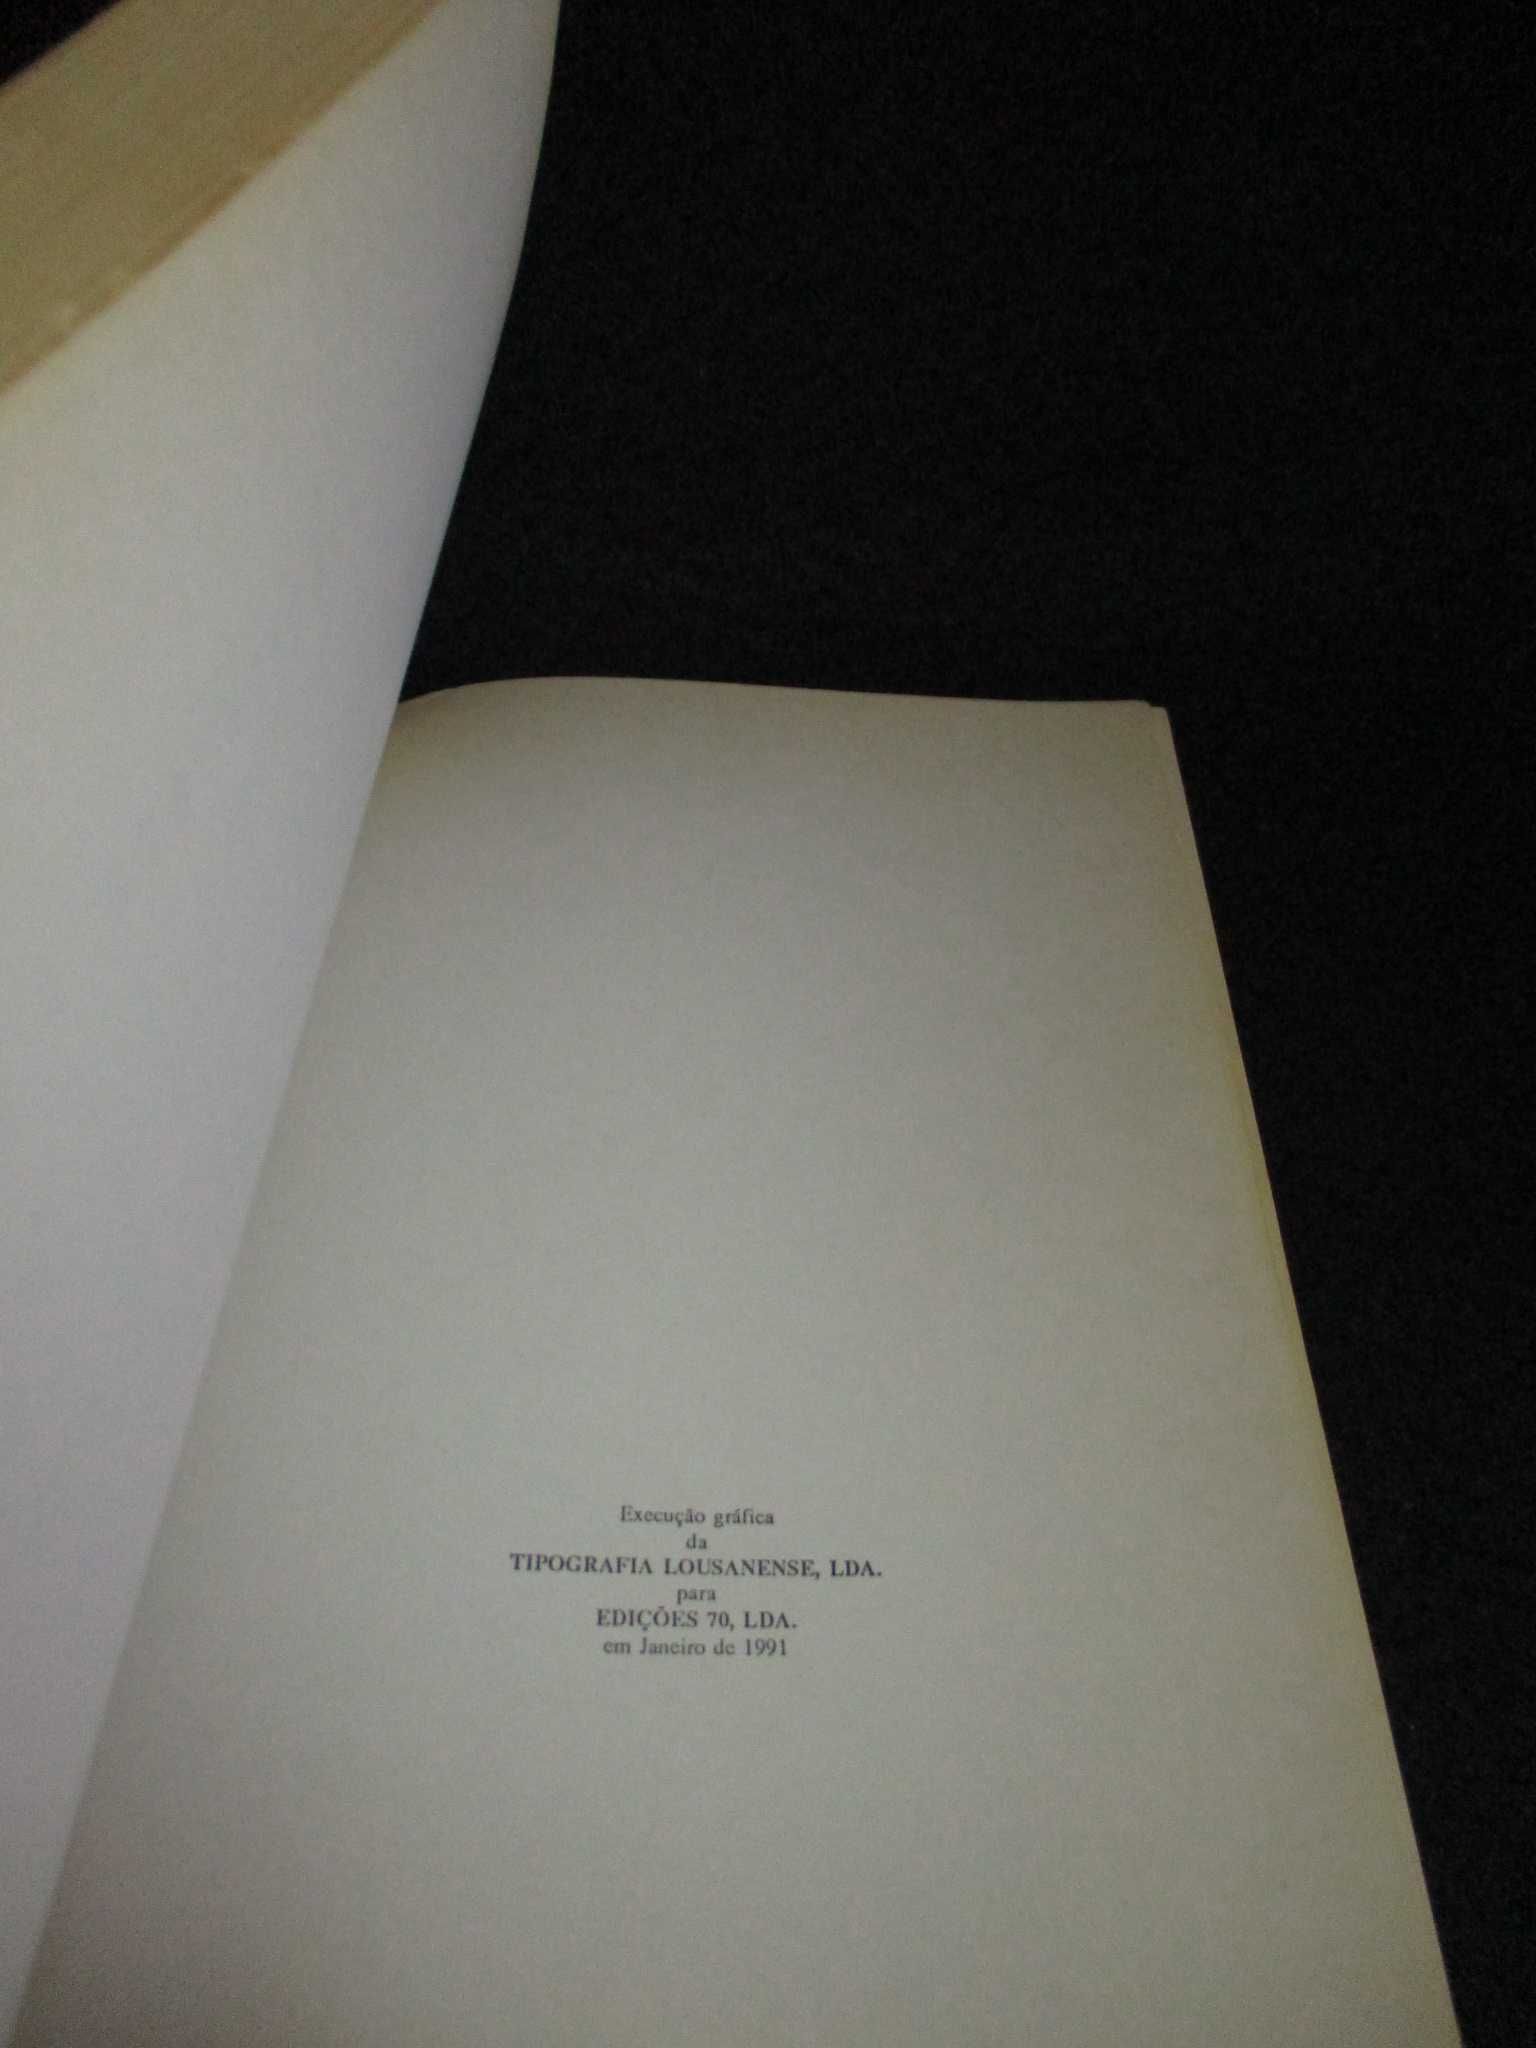 Execução gráfica
da
TIPOGRAFIA LOUSANENSE, LDA.
para
EDIÇÕES 70, LDA.
em Janeiro de 1991